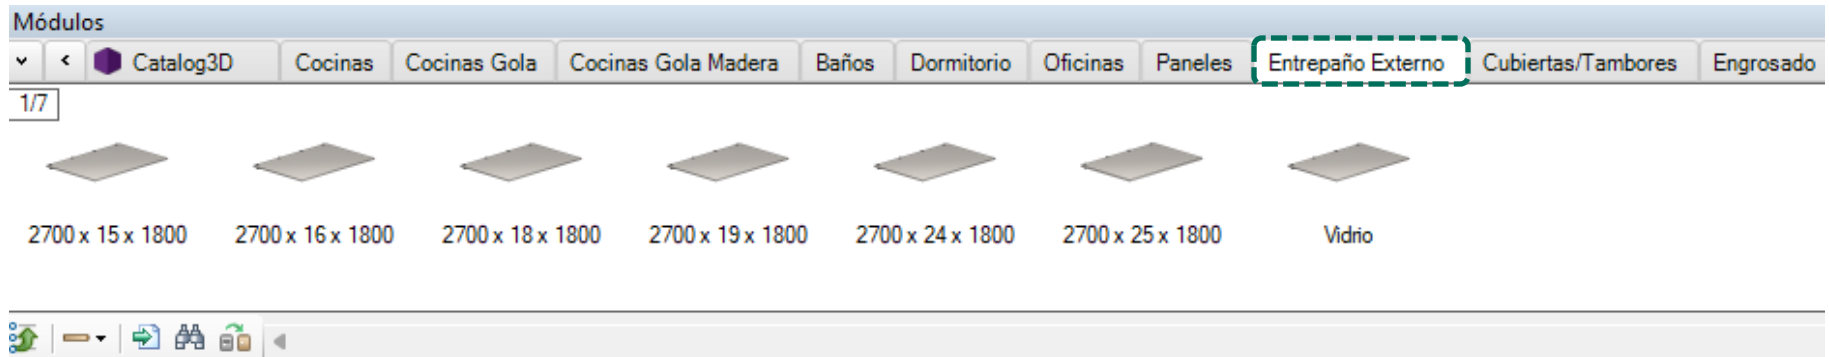 Módulos
Catalog3D Cocinas Cocinas Gola Cocinas Gola Madera Baños Dormitorio Oficinas Paneles Entrepaño Externo Cubiertas/Tambores Engrosado
1/7
2700 x 15 x 1800 2700 x 16 x 1800 2700 x 18 x 1800 2700 x 19 x 1800 2700 x 24 x 1800 2700 x 25 x 1800 Vidrio